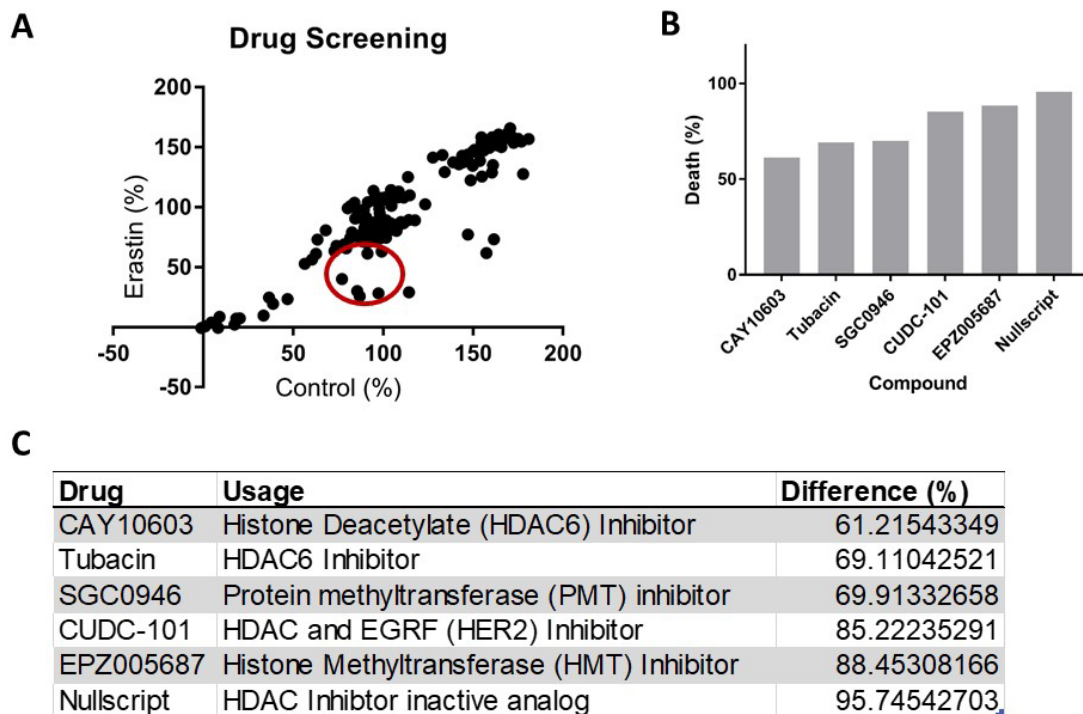 A
Drug Screening
200
150
100
50
-50
50
100
150
200
-50
Erastin (%)
Control (%)
B
100
50
0
Death (%)
CAY10603
Tubacin
SGC0946
CUDC-101
EPZ005687
Nullscript
Compound
C
Drug Usage Difference (%)
CAY10603 Histone Deacetylate (HDAC6) Inhibitor 61.21543349
Tubacin HDAC6 Inhibitor 69.11042521
SGC0946 Protein methyltransferase (PMT) inhibitor 69.91332658
CUDC-101 HDAC and EGRF (HER2) Inhibitor 85.22235291
EPZ005687 Histone Methyltransferase (HMT) Inhibitor 88.45308166
Nullscript HDAC Inhibtor inactive analog 95.74542703